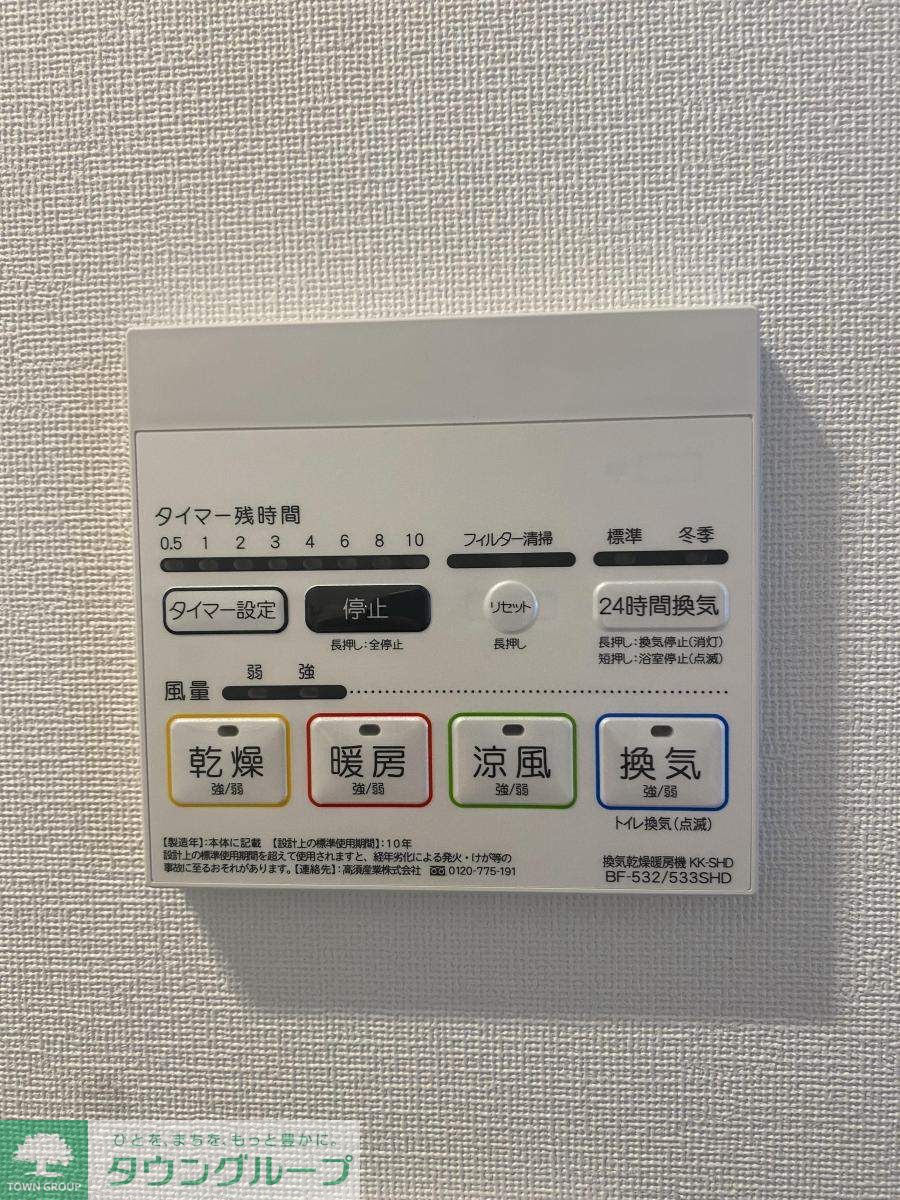 タイマー残時間
0.5 1 2 3 4 6 8 10
フィルター清掃
標準 冬季
タイマー設定
停止
リセット
24時間換気
長押し:全停止
長押し
長押し:換気停止(消灯)
短押し:浴室停止(点滅)
弱 強
風量
乾燥
強/弱
暖房
強/弱
涼風
強/弱
換気
強/弱
トイレ換気(点滅)
【製造年】:本体に記載 【設計上の標準使用期間】:10年
設計上の標準使用期間を超えて使用されますと、経年劣化による発火・けが等の
事故に至るおそれがあります。【連絡先】:高須産業株式会社 0120-775-191
換気乾燥暖房機 KK-SHD
BF-532/533SHD
ひとを、まちを、もっと豊かに。
タウングループ
TOWN GROUP